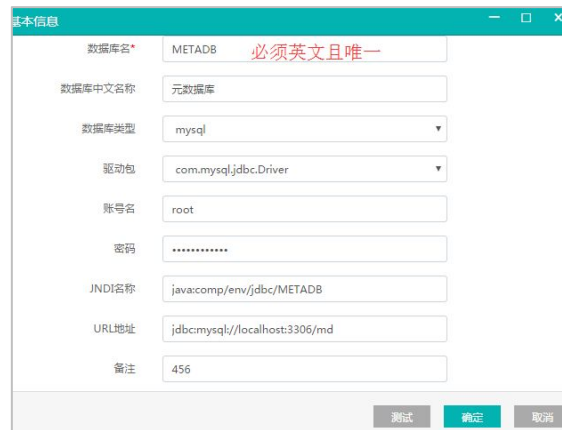 基本信息
数据库名* METADB 必须英文且唯一
数据库中文名称 元数据库
数据库类型 mysql
驱动包 com.mysql.jdbc.Driver
账号名 root
密码 ••••••••••••
JNDI名称 java:comp/env/jdbc/METADB
URL地址 jdbc:mysql://localhost:3306/md
备注 456
测试 确定 取消